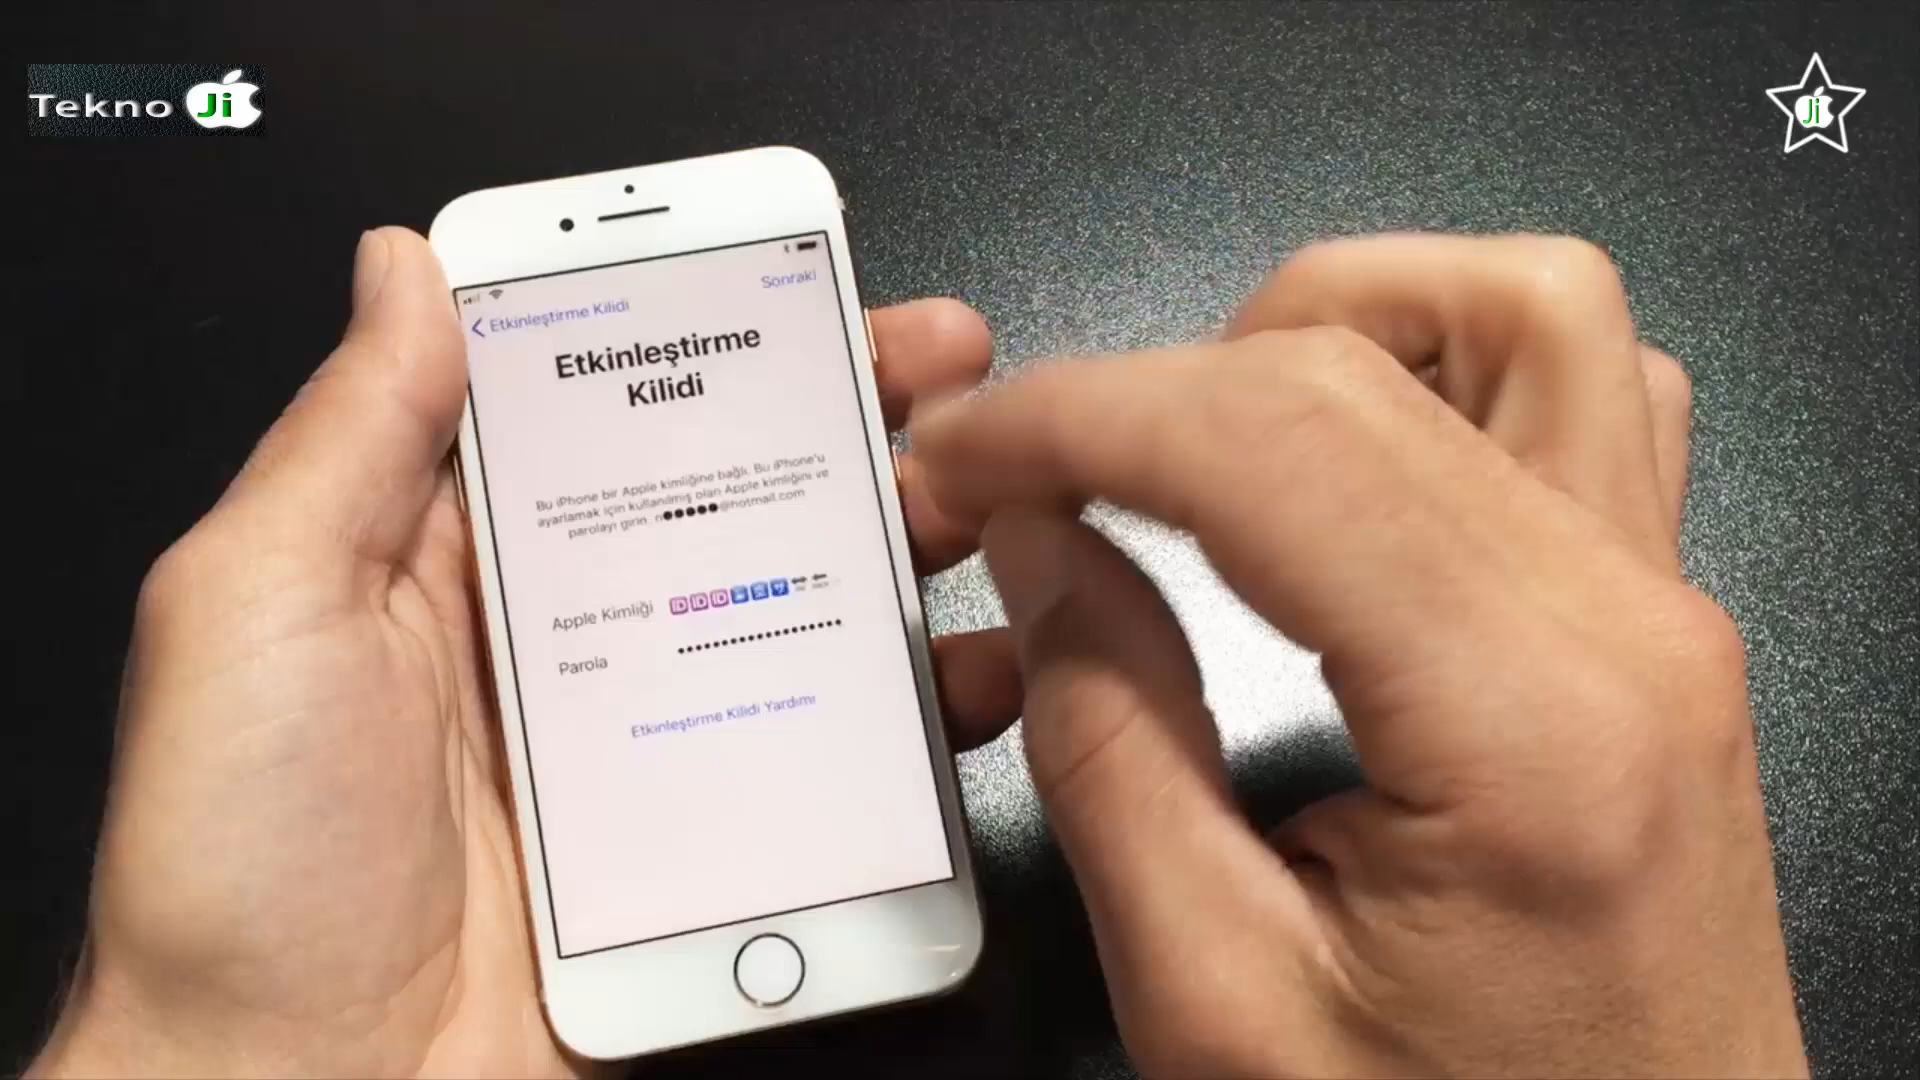 Tekno Ji
Ji
Sonraki
Etkinleştirme Kilidi
Etkinleştirme
Kilidi
Bu iPhone bir Apple kimliğine bağlı. Bu iPhone'u
ayarlamak için kullanılmış olan Apple kimliğini ve
parolayı girin. n●●●●●@hotmail.com
Apple Kimliği 🆔🆔🆔
Parola ••••••••••••••••••
Etkinleştirme Kilidi Yardımı